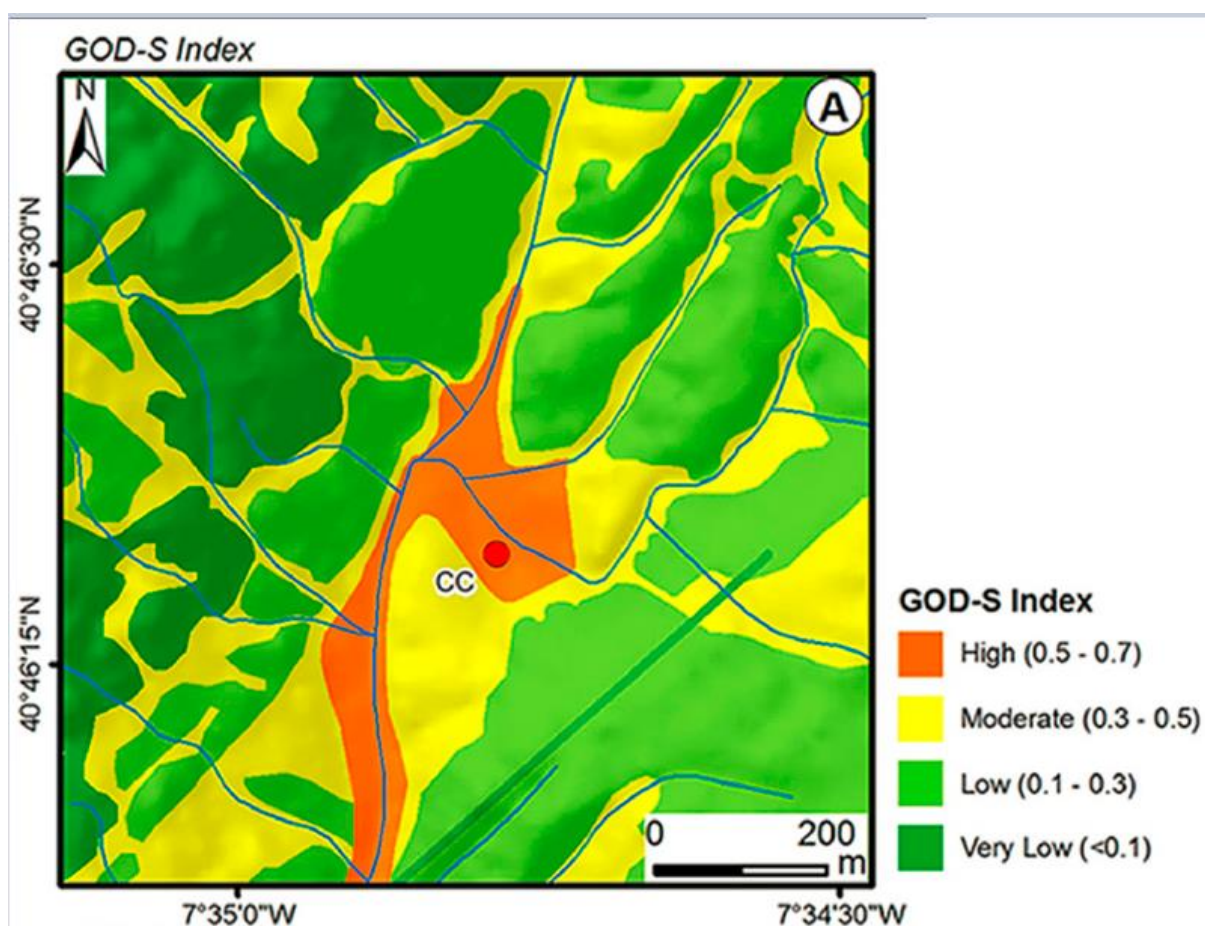 GOD-S Index
N
A
40°46'30"N
40°46'15"N
CC
0 200
m
7°35'0"W
7°34'30"W
GOD-S Index
High (0.5 - 0.7)
Moderate (0.3 - 0.5)
Low (0.1 - 0.3)
Very Low (<0.1)